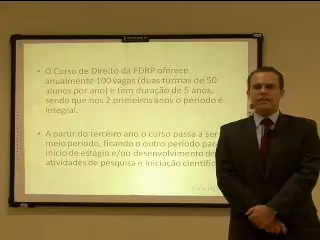 • O Curso de Direito da FDRP oferece
anualmente 100 vagas (duas turmas de 50
alunos por ano) e tem duração de 5 anos,
sendo que nos 2 primeiros anos o período é
integral.
• A partir do terceiro ano o curso passa a ser
meio período, ficando o outro período para
início de estágio e/ou desenvolvimento de
atividades de pesquisa e iniciação científic